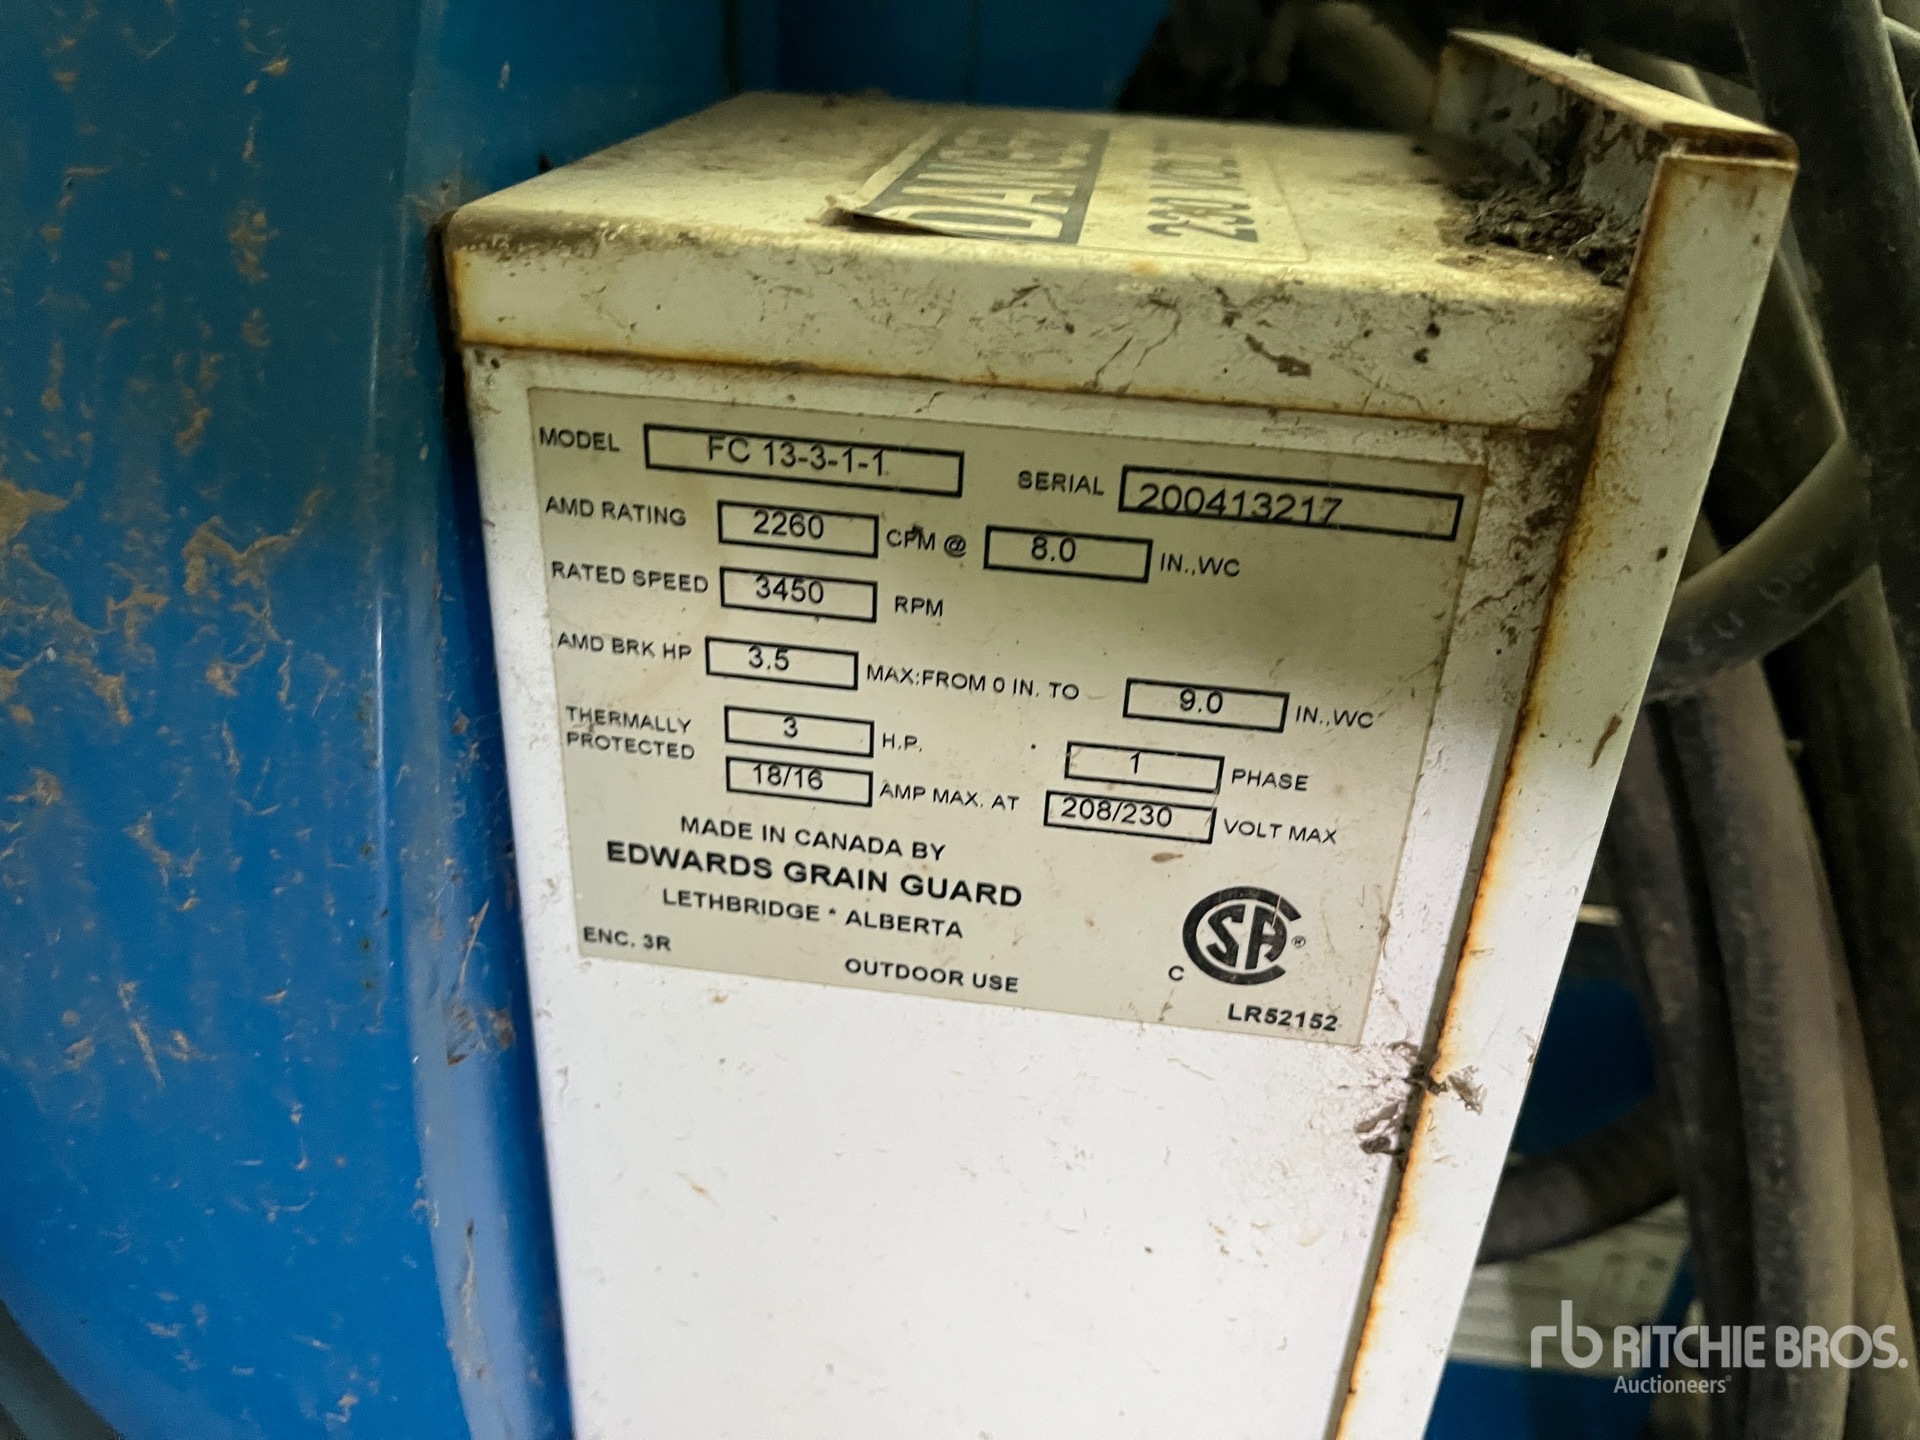 DANGER
230 VOLT
MODEL FC 13-3-1-1 SERIAL 200413217
AMD RATING 2260 CFM @ 8.0 IN.,WC
RATED SPEED 3450 RPM
AMD BRK HP 3.5 MAX:FROM 0 IN. TO 9.0 IN.,WC
THERMALLY
PROTECTED 3 H.P. 1 PHASE
18/16 AMP MAX. AT 208/230 VOLT MAX
MADE IN CANADA BY
EDWARDS GRAIN GUARD
LETHBRIDGE * ALBERTA
ENC. 3R
OUTDOOR USE
C SA ®
LR52152
rb RITCHIE BROS.
Auctioneers